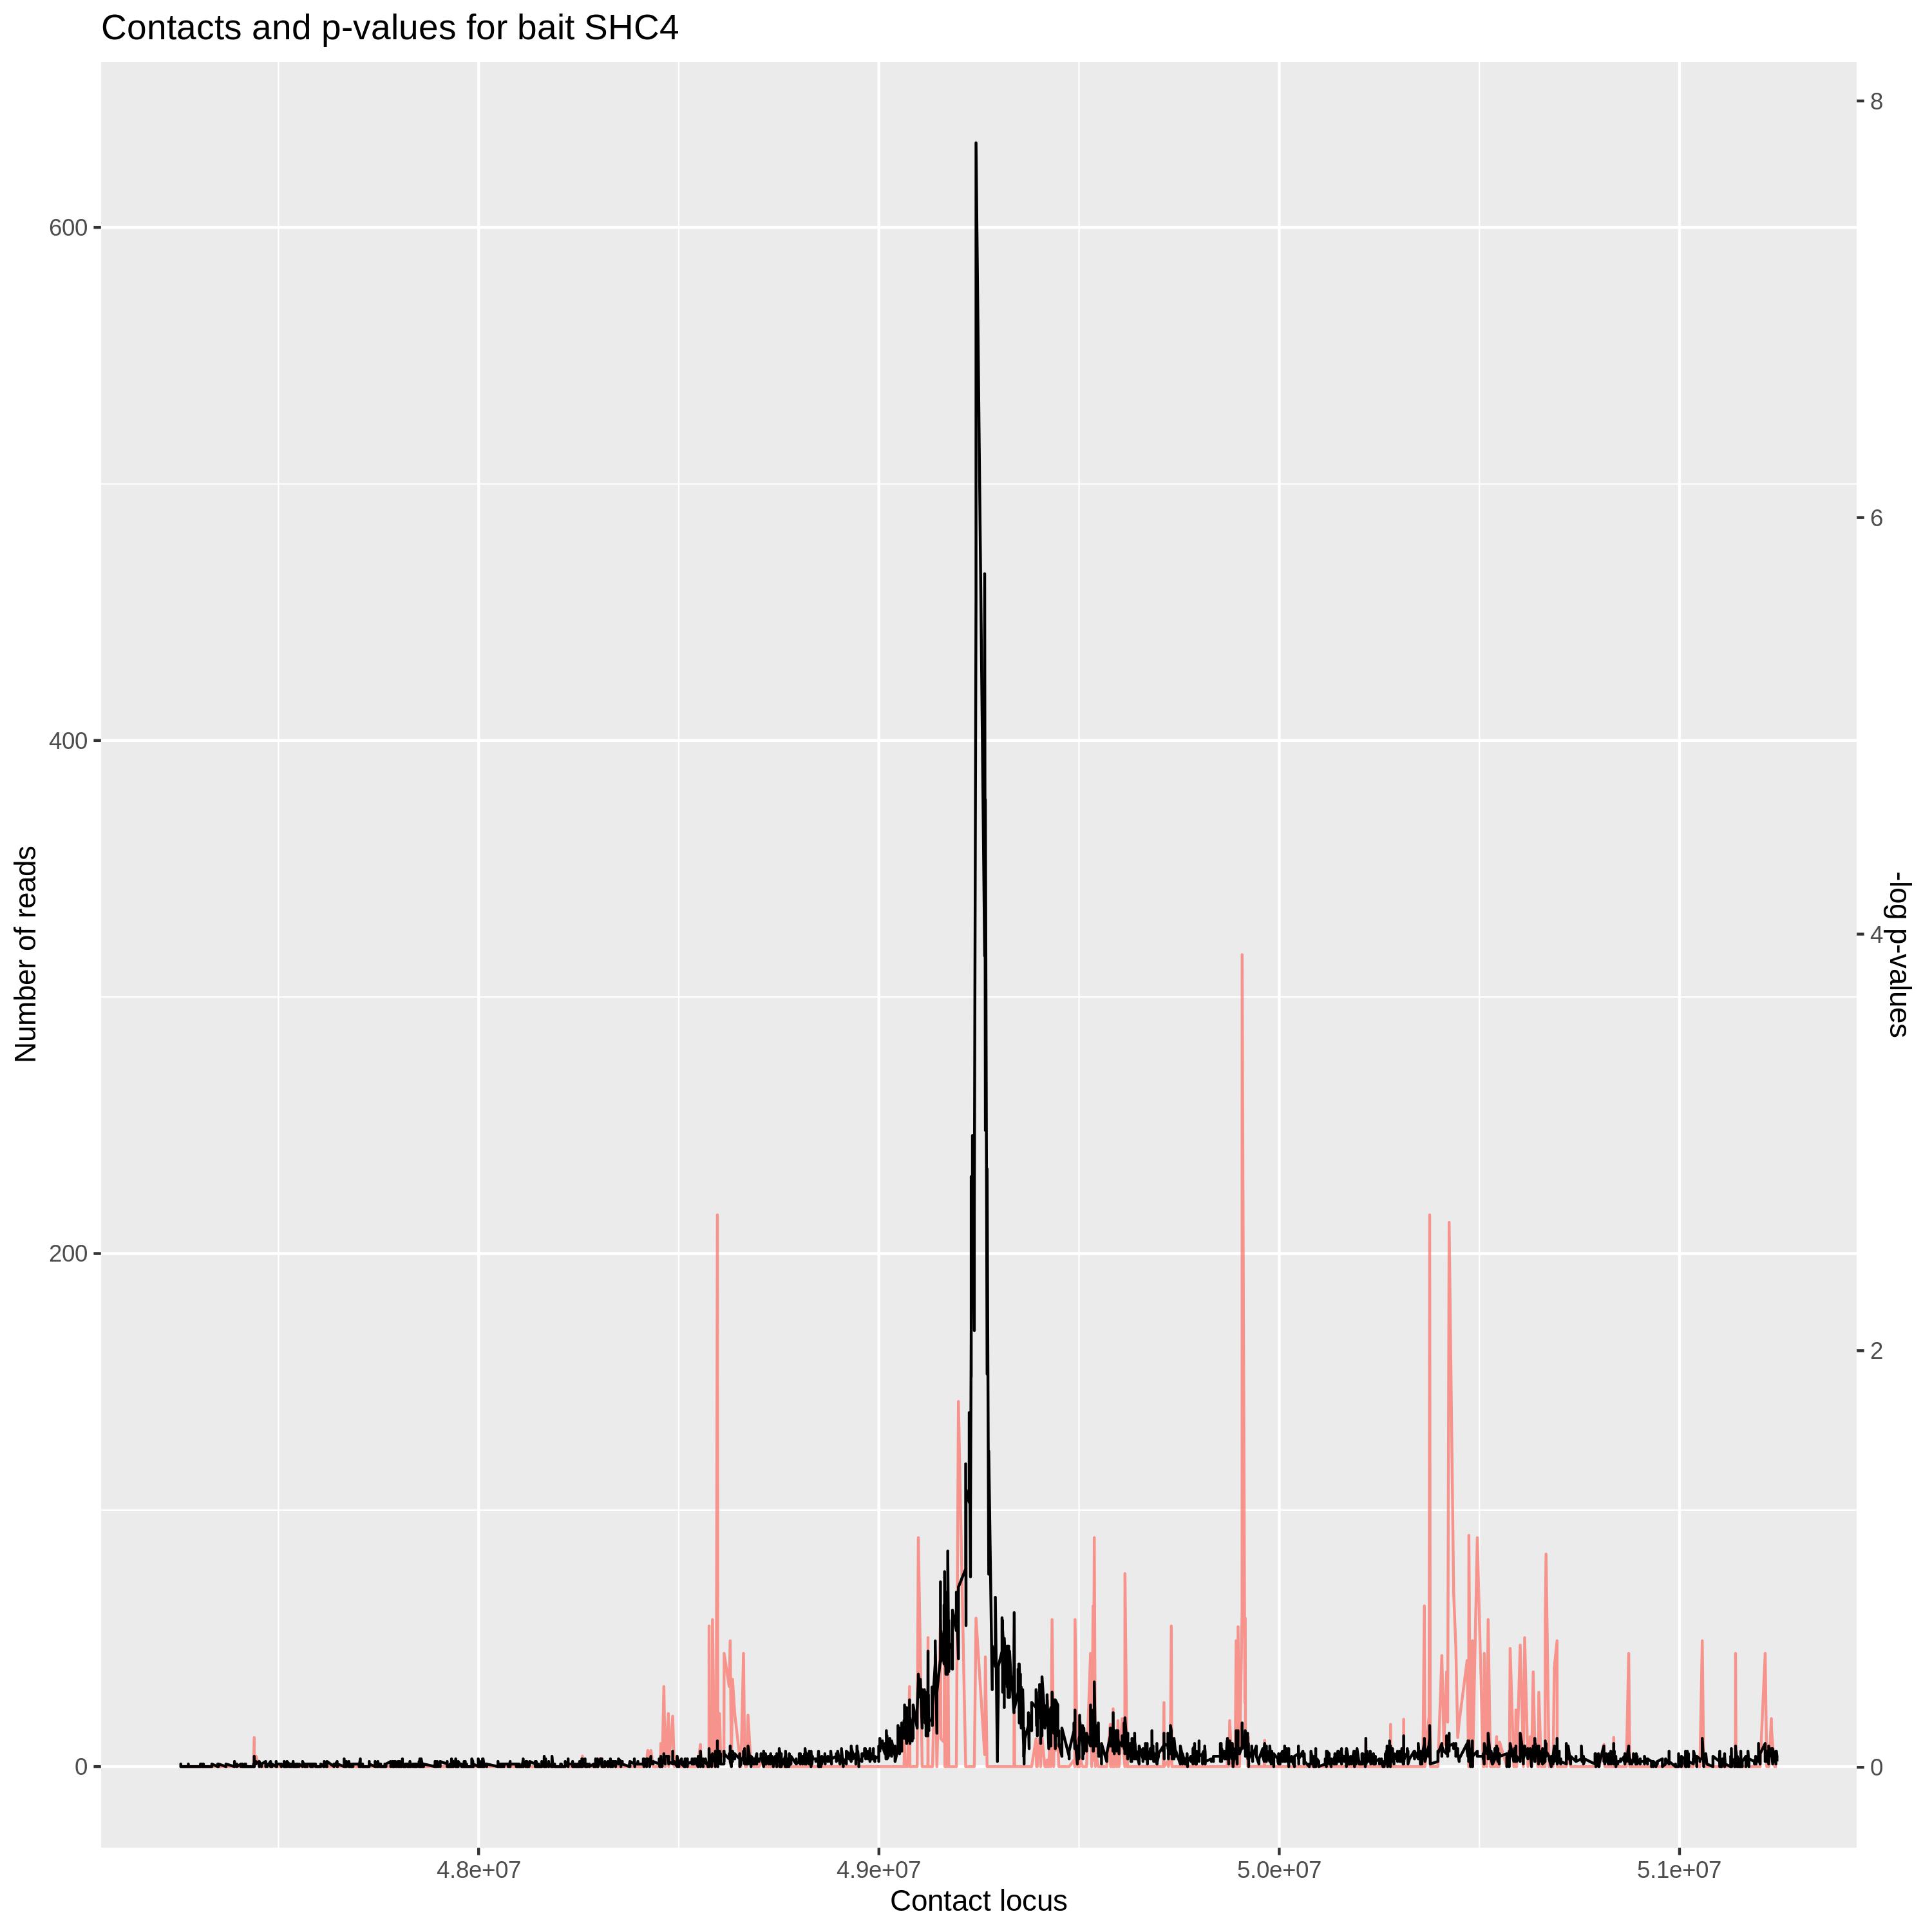 Contacts and p-values for bait SHC4
600
400
200
0
Number of reads
8
6
4
2
0
-log p-values
4.8e+07
4.9e+07
5.0e+07
5.1e+07
Contact locus